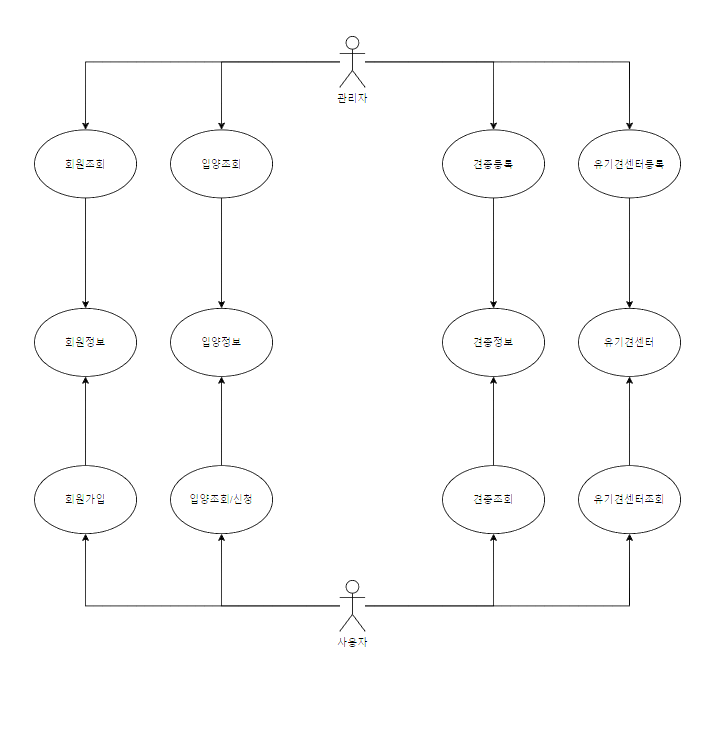 관리자
회원조회
입양조회
견종등록
유기견센터등록
회원정보
입양정보
견종정보
유기견센터
회원가입
입양조회/신청
견종조회
유기견센터조회
사용자